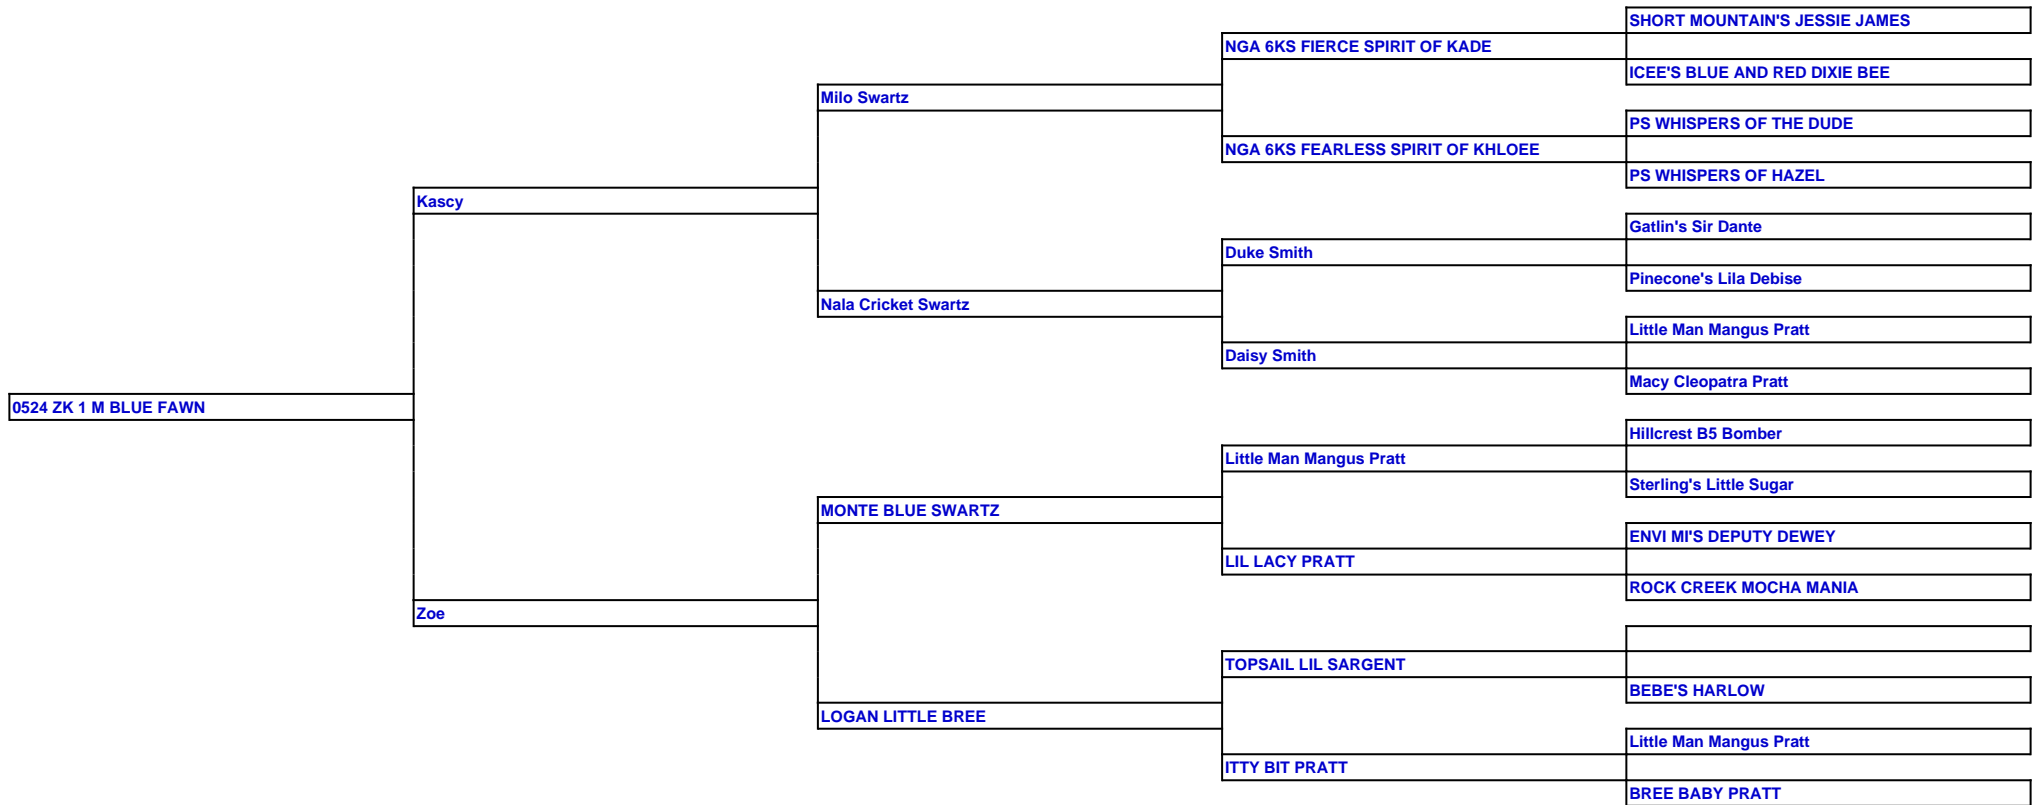 SHORT MOUNTAIN'S JESSIE JAMES
NGA 6KS FIERCE SPIRIT OF KADE
ICEE'S BLUE AND RED DIXIE BEE
Milo Swartz
PS WHISPERS OF THE DUDE
NGA 6KS FEARLESS SPIRIT OF KHLOEE
PS WHISPERS OF HAZEL
Kascy
Gatlin's Sir Dante
Duke Smith
Pinecone's Lila Debise
Nala Cricket Swartz
Little Man Mangus Pratt
Daisy Smith
Macy Cleopatra Pratt
0524 ZK 1 M BLUE FAWN
Hillcrest B5 Bomber
Little Man Mangus Pratt
Sterling's Little Sugar
MONTE BLUE SWARTZ
ENVI MI'S DEPUTY DEWEY
LIL LACY PRATT
ROCK CREEK MOCHA MANIA
Zoe
TOPSAIL LIL SARGENT
BEBE'S HARLOW
LOGAN LITTLE BREE
Little Man Mangus Pratt
ITTY BIT PRATT
BREE BABY PRATT